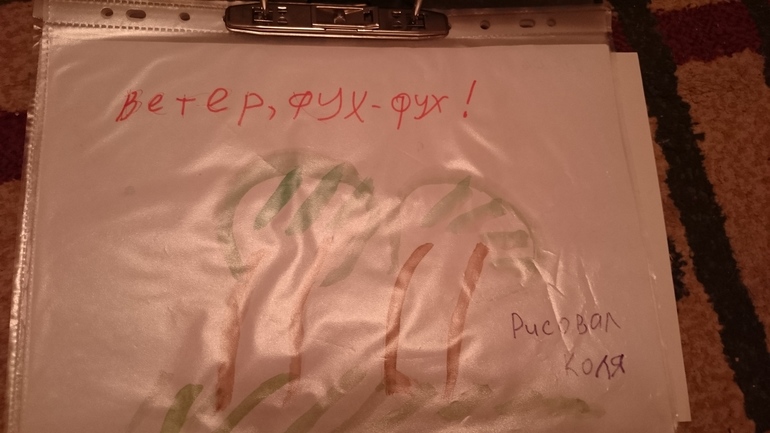 ветер, фух-фух!
Рисовал
Коля